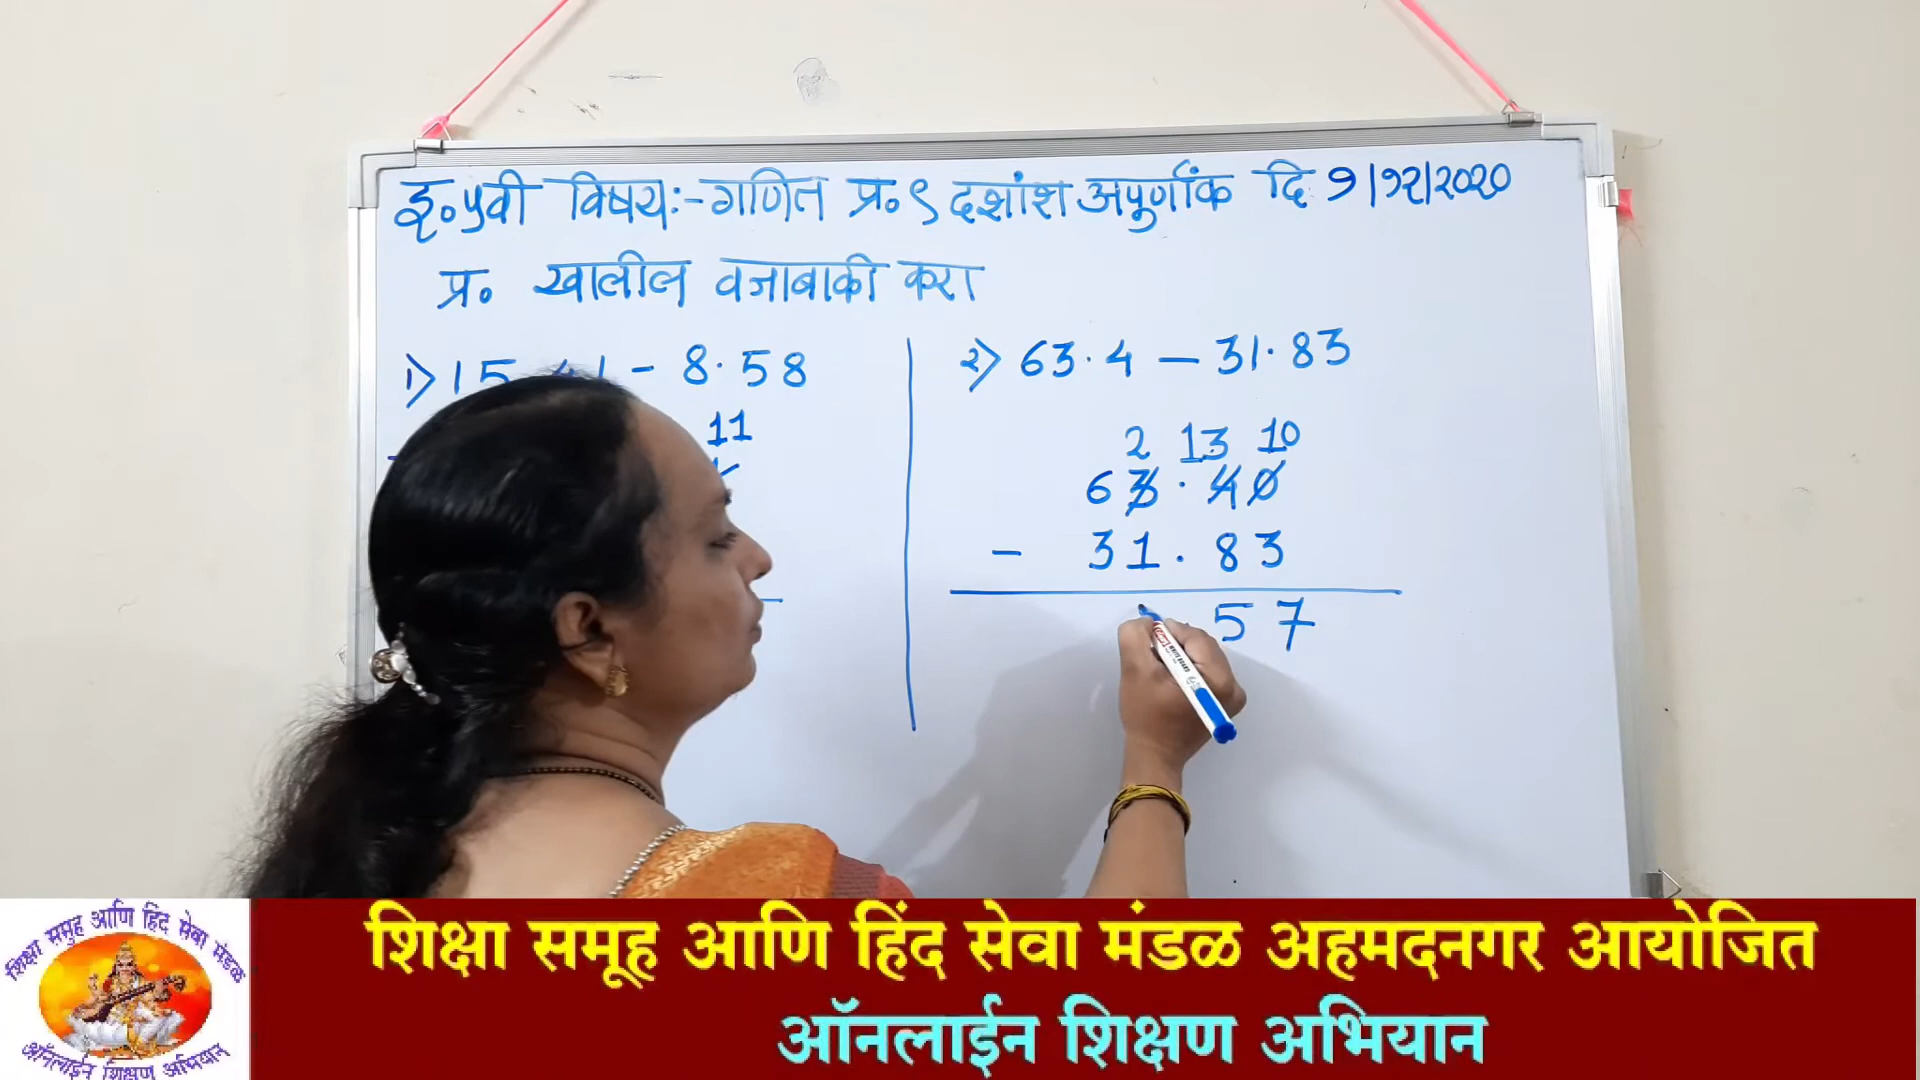 इ. ५वी विषय:- गणित प्र. ९ दशांश अपुर्णांक दि १/१२/२०२०
प्र. खालील वजाबाकी करा
1) 15 - 8.58
11
२) 63.4 - 31.83
2 13 10
63.40
- 31.83
57
शिक्षा समुह आणि हिंद सेवा मंडळ
ऑनलाईन शिक्षण अभियान
शिक्षा समूह आणि हिंद सेवा मंडळ अहमदनगर आयोजित
ऑनलाईन शिक्षण अभियान